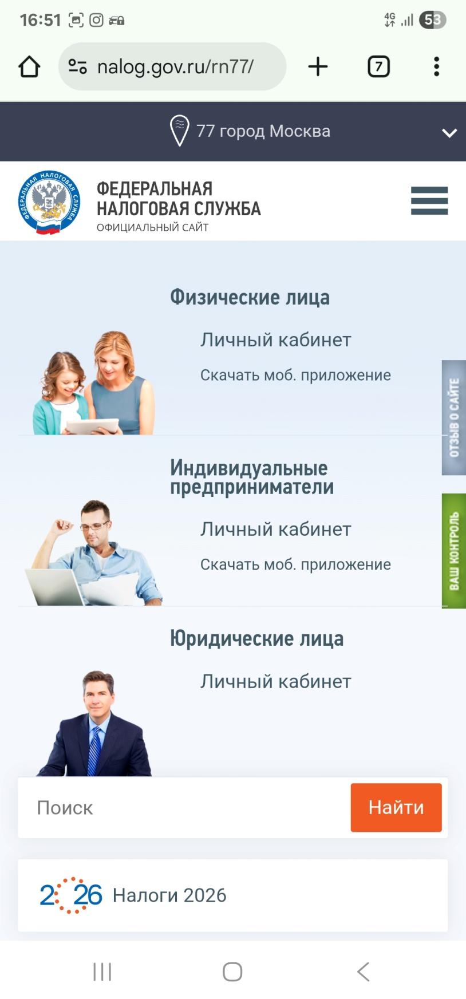 16:51
4G
53
nalog.gov.ru/rn77/
7
77 город Москва
ФЕДЕРАЛЬНАЯ НАЛОГОВАЯ СЛУЖБА
ФЕДЕРАЛЬНАЯ
НАЛОГОВАЯ СЛУЖБА
ОФИЦИАЛЬНЫЙ САЙТ
Физические лица
Личный кабинет
Скачать моб. приложение
ОТЗЫВ О САЙТЕ
Индивидуальные
предприниматели
Личный кабинет
Скачать моб. приложение
ВАШ КОНТРОЛЬ
Юридические лица
Личный кабинет
Поиск
Найти
2026
Налоги 2026